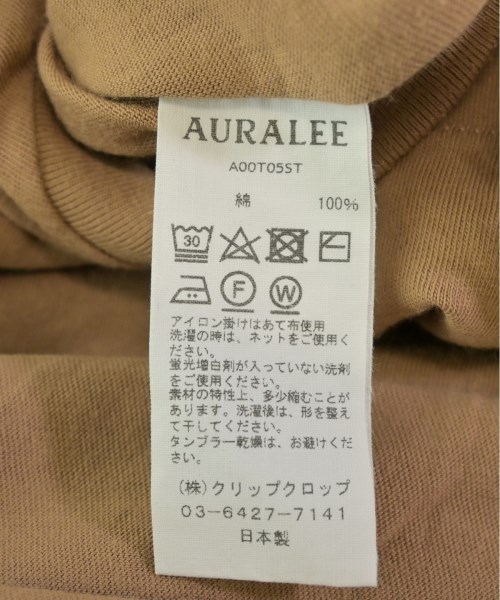 AURALEE
A00T05ST
綿 100%
30
F W
アイロン掛けはあて布使用
洗濯の時は、ネットをご使用く
ださい。
蛍光増白剤が入っていない洗剤
をご使用ください。
素材の特性上、多少縮むことが
あります。洗濯後は、形を整え
て干してください。
タンブラー乾燥は、お避けくだ
さい。
(株)クリップクロップ
03-6427-7141
日本製